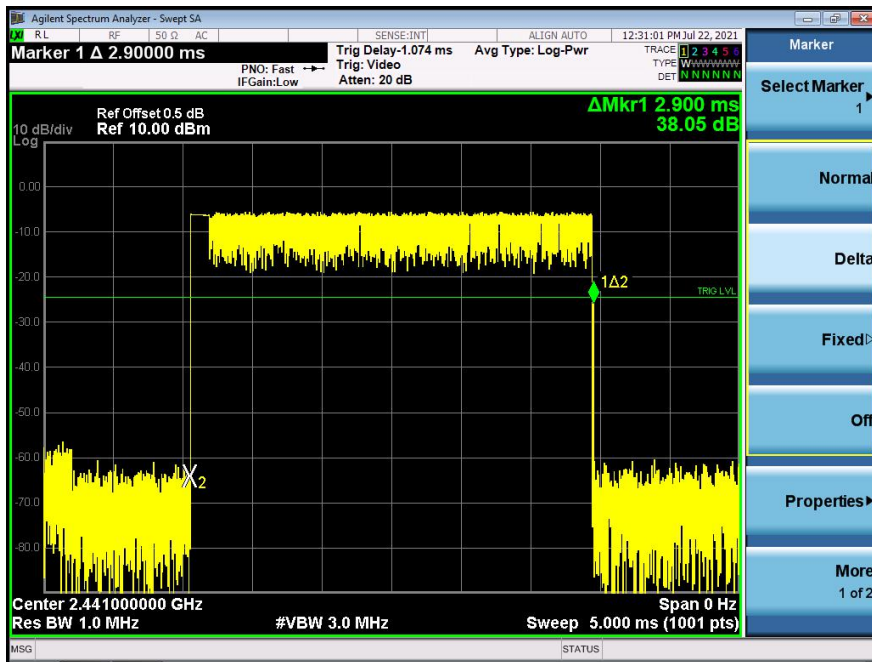 Agilent Spectrum Analyzer - Swept SA
LXI RL RF 50 Ω AC SENSE:INT ALIGN AUTO 12:31:01 PM Jul 22, 2021
Marker 1 Δ 2.90000 ms
PNO: Fast
IFGain:Low
Trig Delay-1.074 ms
Trig: Video
Atten: 20 dB
Avg Type: Log-Pwr
TRACE 1 2 3 4 5 6
TYPE WWWWWWW
DET N N N N N N
Ref Offset 0.5 dB
10 dB/div Ref 10.00 dBm
Log
ΔMkr1 2.900 ms
38.05 dB
0.00
-10.0
-20.0
1Δ2
TRIG LVL
-30.0
-40.0
-50.0
-60.0
2
-70.0
-80.0
Center 2.441000000 GHz Span 0 Hz
Res BW 1.0 MHz #VBW 3.0 MHz Sweep 5.000 ms (1001 pts)
MSG STATUS
Marker
Select Marker
1
Normal
Delta
Fixed
Off
Properties
More
1 of 2